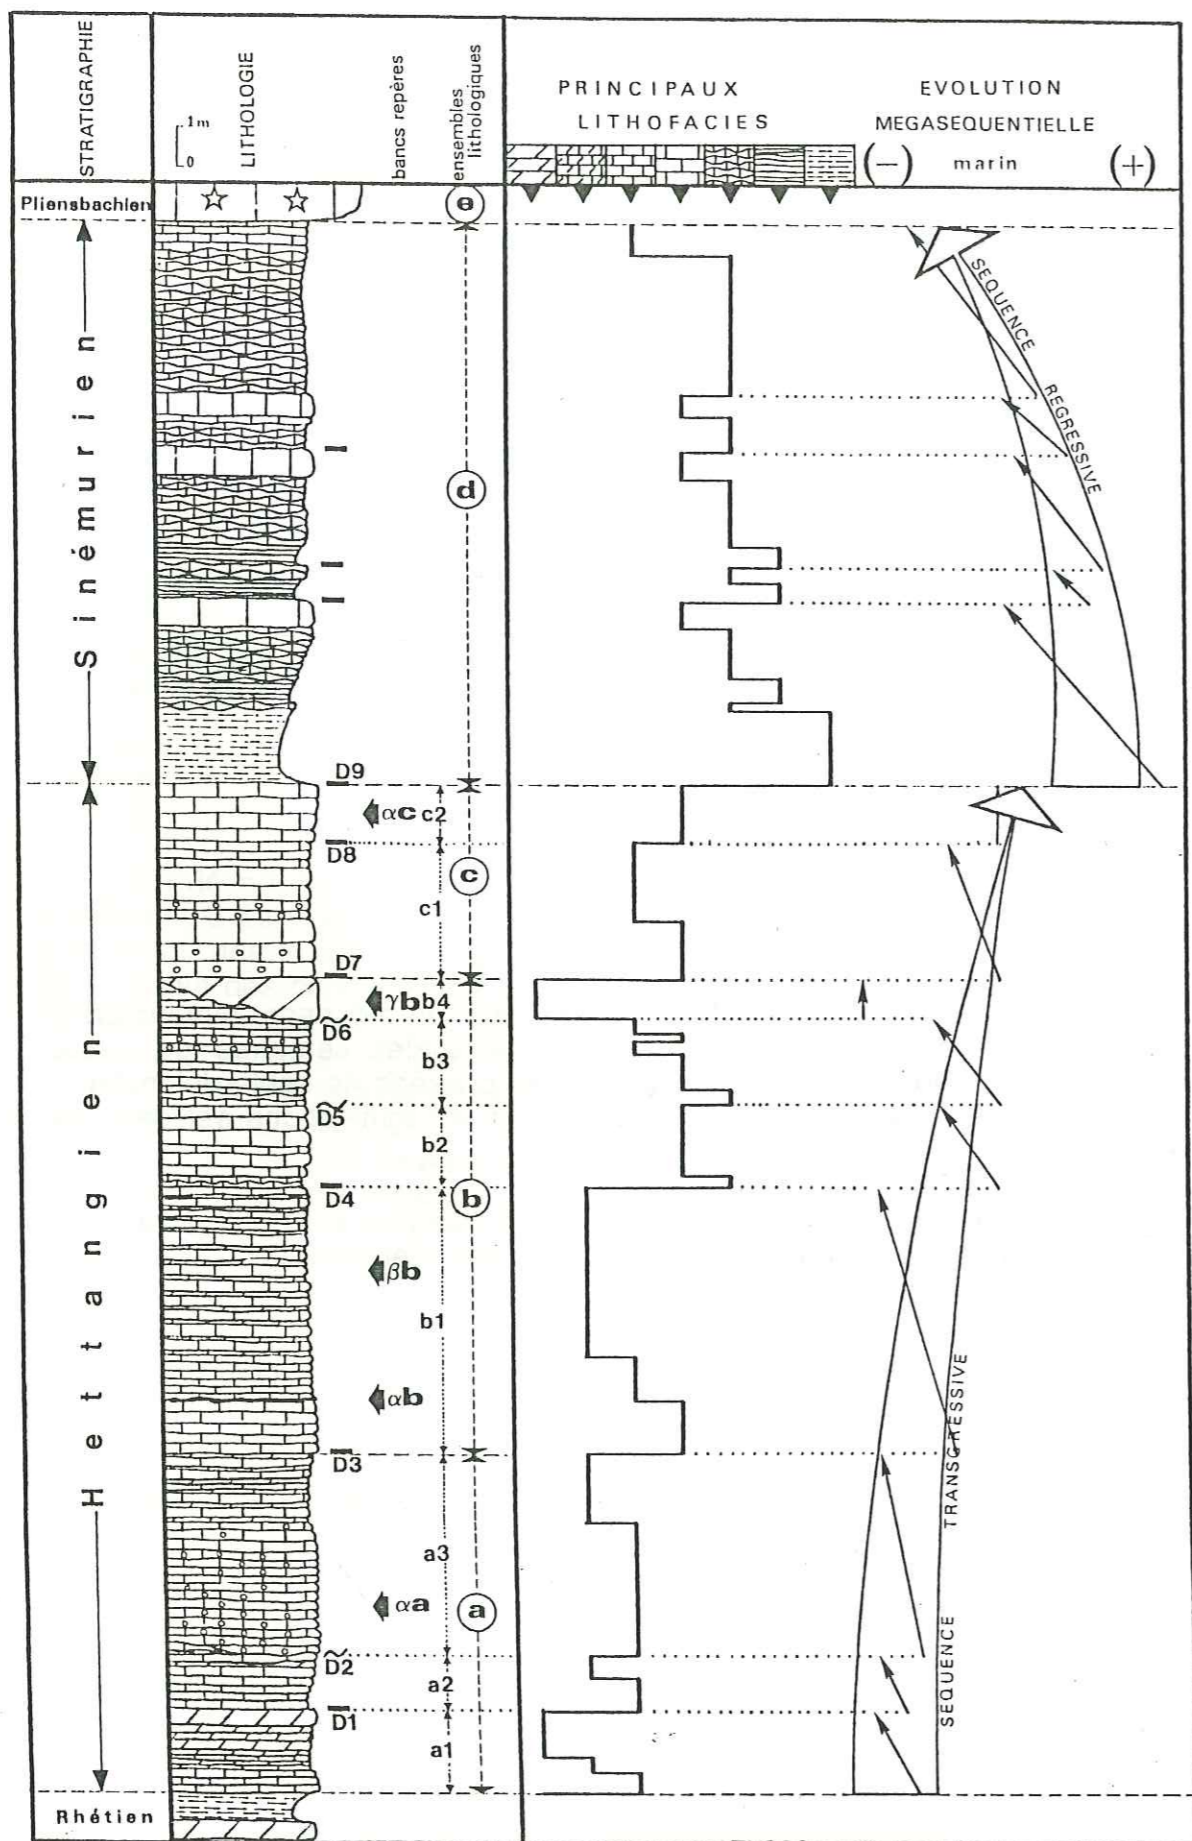 STRATIGRAPHIE
LITHOLOGIE
1m
0
bancs repères
ensembles
lithologiques
PRINCIPAUX
LITHOFACIES
EVOLUTION
MEGASEQUENTIELLE
(−) marin (+)
Pliensbachien
e
SEQUENCE
REGRESSIVE
Sinémurien
d
D9
αc c2
D8
c
c1
D7
γb b4
D6
b3
D5
b2
D4
b
βb
b1
αb
Hettangien
D3
a3
αa
a
D2
a2
D1
a1
SEQUENCE
TRANSGRESSIVE
Rhétien